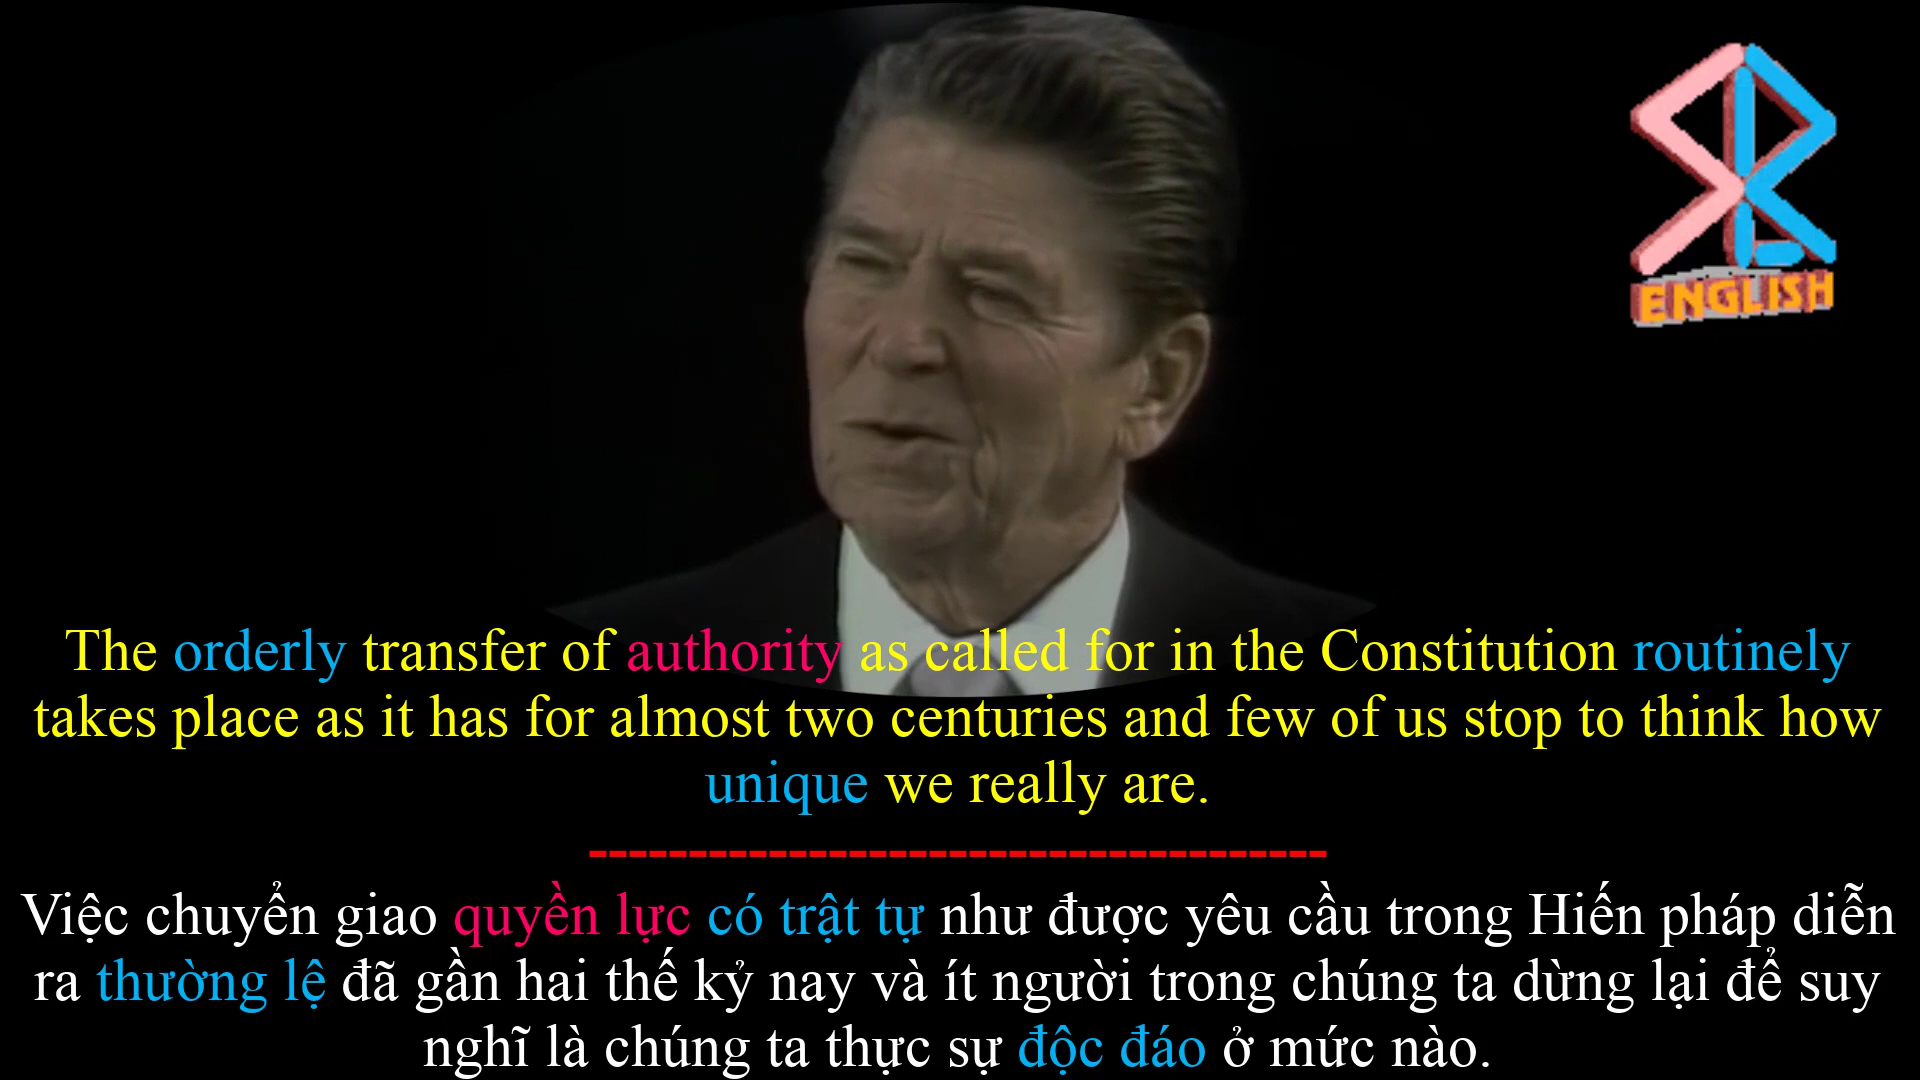 ENGLISH
The orderly transfer of authority as called for in the Constitution routinely
takes place as it has for almost two centuries and few of us stop to think how
unique we really are.
-------------------------------------
Việc chuyển giao quyền lực có trật tự như được yêu cầu trong Hiến pháp diễn
ra thường lệ đã gần hai thế kỷ nay và ít người trong chúng ta dừng lại để suy
nghĩ là chúng ta thực sự độc đáo ở mức nào.